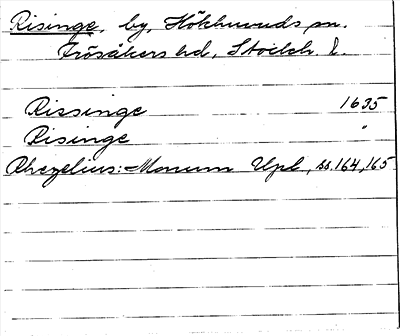 Risinge, by, Hökhuvuds sn.
Frösåkers hd, Stockh. l.
Rissinge 1635
Risinge "
Rhezelius: Monum Upl, ss. 164, 165